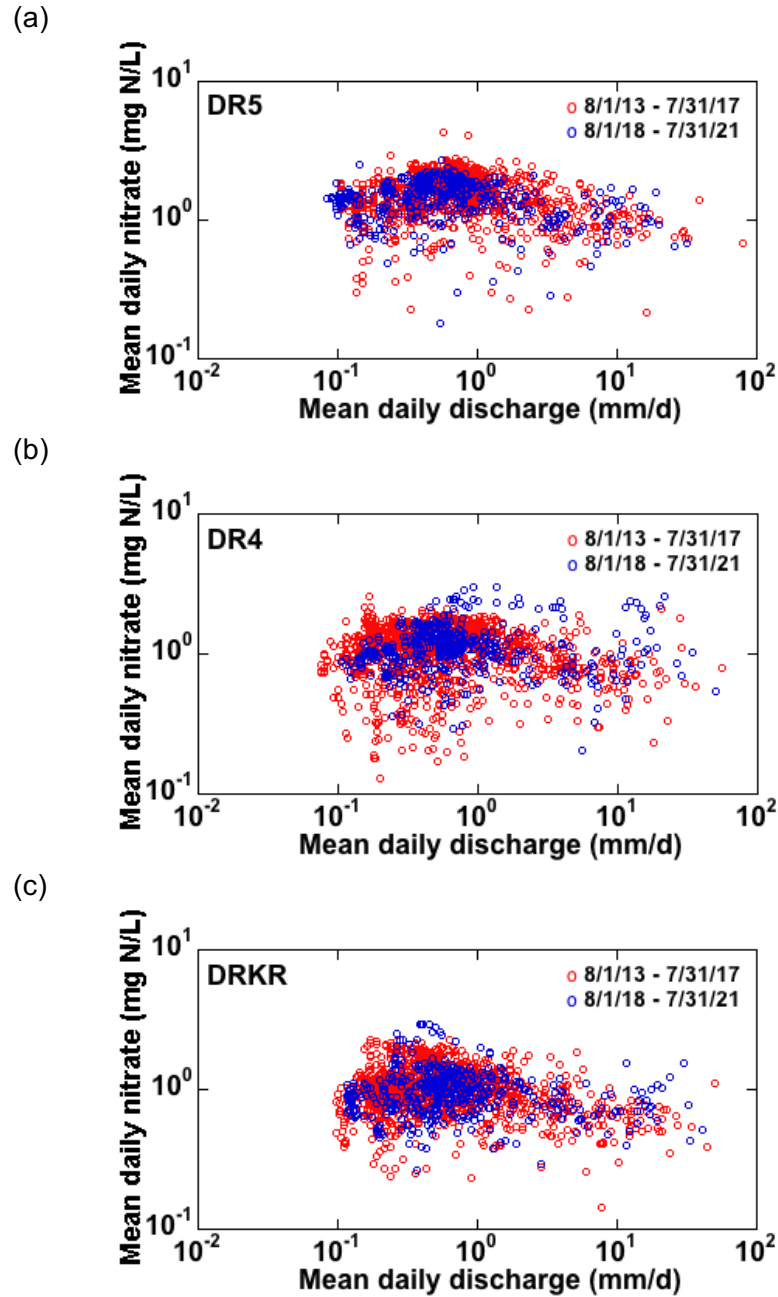 (a)
10^1
DR5
8/1/13 - 7/31/17
8/1/18 - 7/31/21
Mean daily nitrate (mg N/L)
10^0
10^-1
10^-2
10^-1
10^0
10^1
10^2
Mean daily discharge (mm/d)
(b)
10^1
DR4
8/1/13 - 7/31/17
8/1/18 - 7/31/21
Mean daily nitrate (mg N/L)
10^0
10^-1
10^-2
10^-1
10^0
10^1
10^2
Mean daily discharge (mm/d)
(c)
10^1
DRKR
8/1/13 - 7/31/17
8/1/18 - 7/31/21
Mean daily nitrate (mg N/L)
10^0
10^-1
10^-2
10^-1
10^0
10^1
10^2
Mean daily discharge (mm/d)